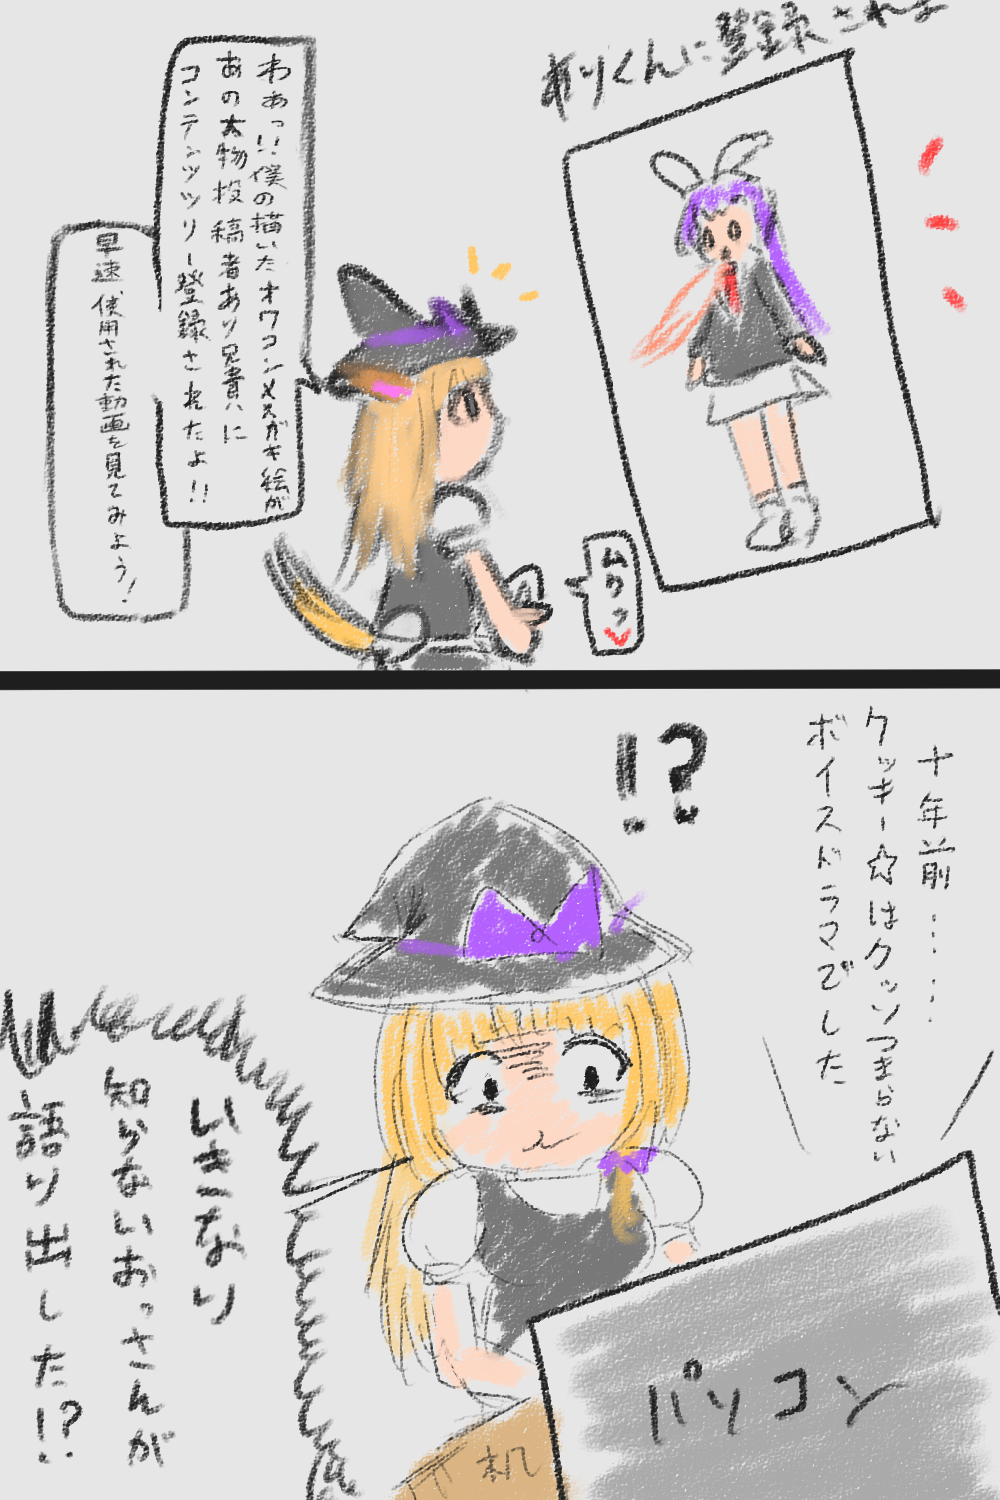 ありくんに登録されよ
わぁっ!!僕の描いたオワコンメスガキ絵が
あの大物投稿者あり兄貴ハに
コンテンツツリー登録されたよ!!
早速使用された動画を見てみよう!
ムクッ
!?
十年前……
クッキー☆はクッソつまらない
ボイスドラマでした
いきなり
知らないおっさんが
語り出した!?
パソコン
机